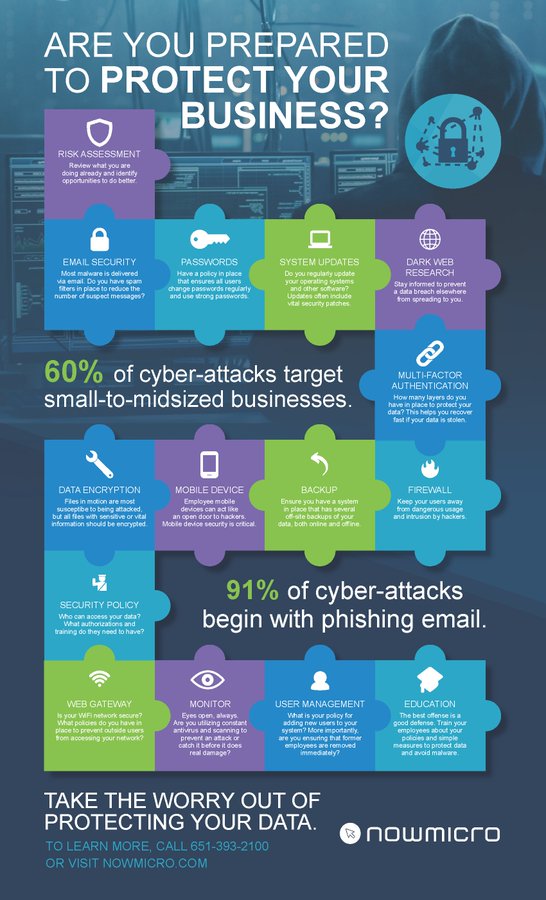 ARE YOU PREPARED
TO PROTECT YOUR
BUSINESS?
RISK ASSESSMENT
Review what you are
doing already and identify
opportunities to do better.
EMAIL SECURITY
Most malware is delivered
via email. Do you have spam
filters in place to reduce the
number of suspect messages?
PASSWORDS
Have a policy in place
that ensures all users
change passwords regularly
and use strong passwords.
SYSTEM UPDATES
Do you regularly update
your operating systems
and other software?
Updates often include
vital security patches.
DARK WEB
RESEARCH
Stay informed to prevent
a data breach elsewhere
from spreading to you.
60% of cyber-attacks target
small-to-midsized businesses.
MULTI-FACTOR
AUTHENTICATION
How many layers do you
have in place to protect your
data? This helps you recover
fast if your data is stolen.
DATA ENCRYPTION
Files in motion are most
susceptible to being attacked,
but all files with sensitive or vital
information should be encrypted.
MOBILE DEVICE
Employee mobile
devices can act like
an open door to hackers.
Mobile device security is critical.
BACKUP
Ensure you have a system
in place that has several
off-site backups of your
data, both online and offline.
FIREWALL
Keep your users away
from dangerous usage
and intrusion by hackers.
SECURITY POLICY
Who can access your data?
What authorizations and
training do they need to have?
91% of cyber-attacks
begin with phishing email.
WEB GATEWAY
Is your WiFi network secure?
What policies do you have in
place to prevent outside users
from accessing your network?
MONITOR
Eyes open, always.
Are you utilizing constant
antivirus and scanning to
prevent an attack or
catch it before it does
real damage?
USER MANAGEMENT
What is your policy for
adding new users to your
system? More importantly,
are you ensuring that former
employees are removed
immediately?
EDUCATION
The best offense is a
good defense. Train your
employees about your
policies and simple
measures to protect data
and avoid malware.
TAKE THE WORRY OUT OF
PROTECTING YOUR DATA.
TO LEARN MORE, CALL 651-393-2100
OR VISIT NOWMICRO.COM
nowmicro